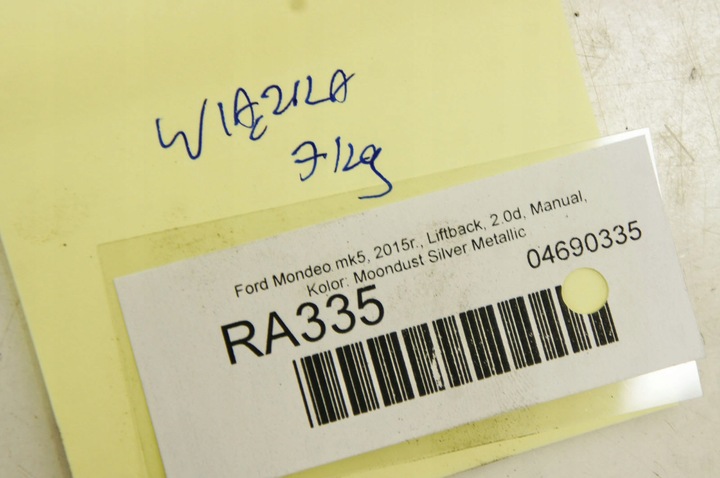 WIĄZKA
7kg
Ford Mondeo mk5, 2015r., Liftback, 2.0d, Manual,
Kolor: Moondust Silver Metallic
04690335
RA335